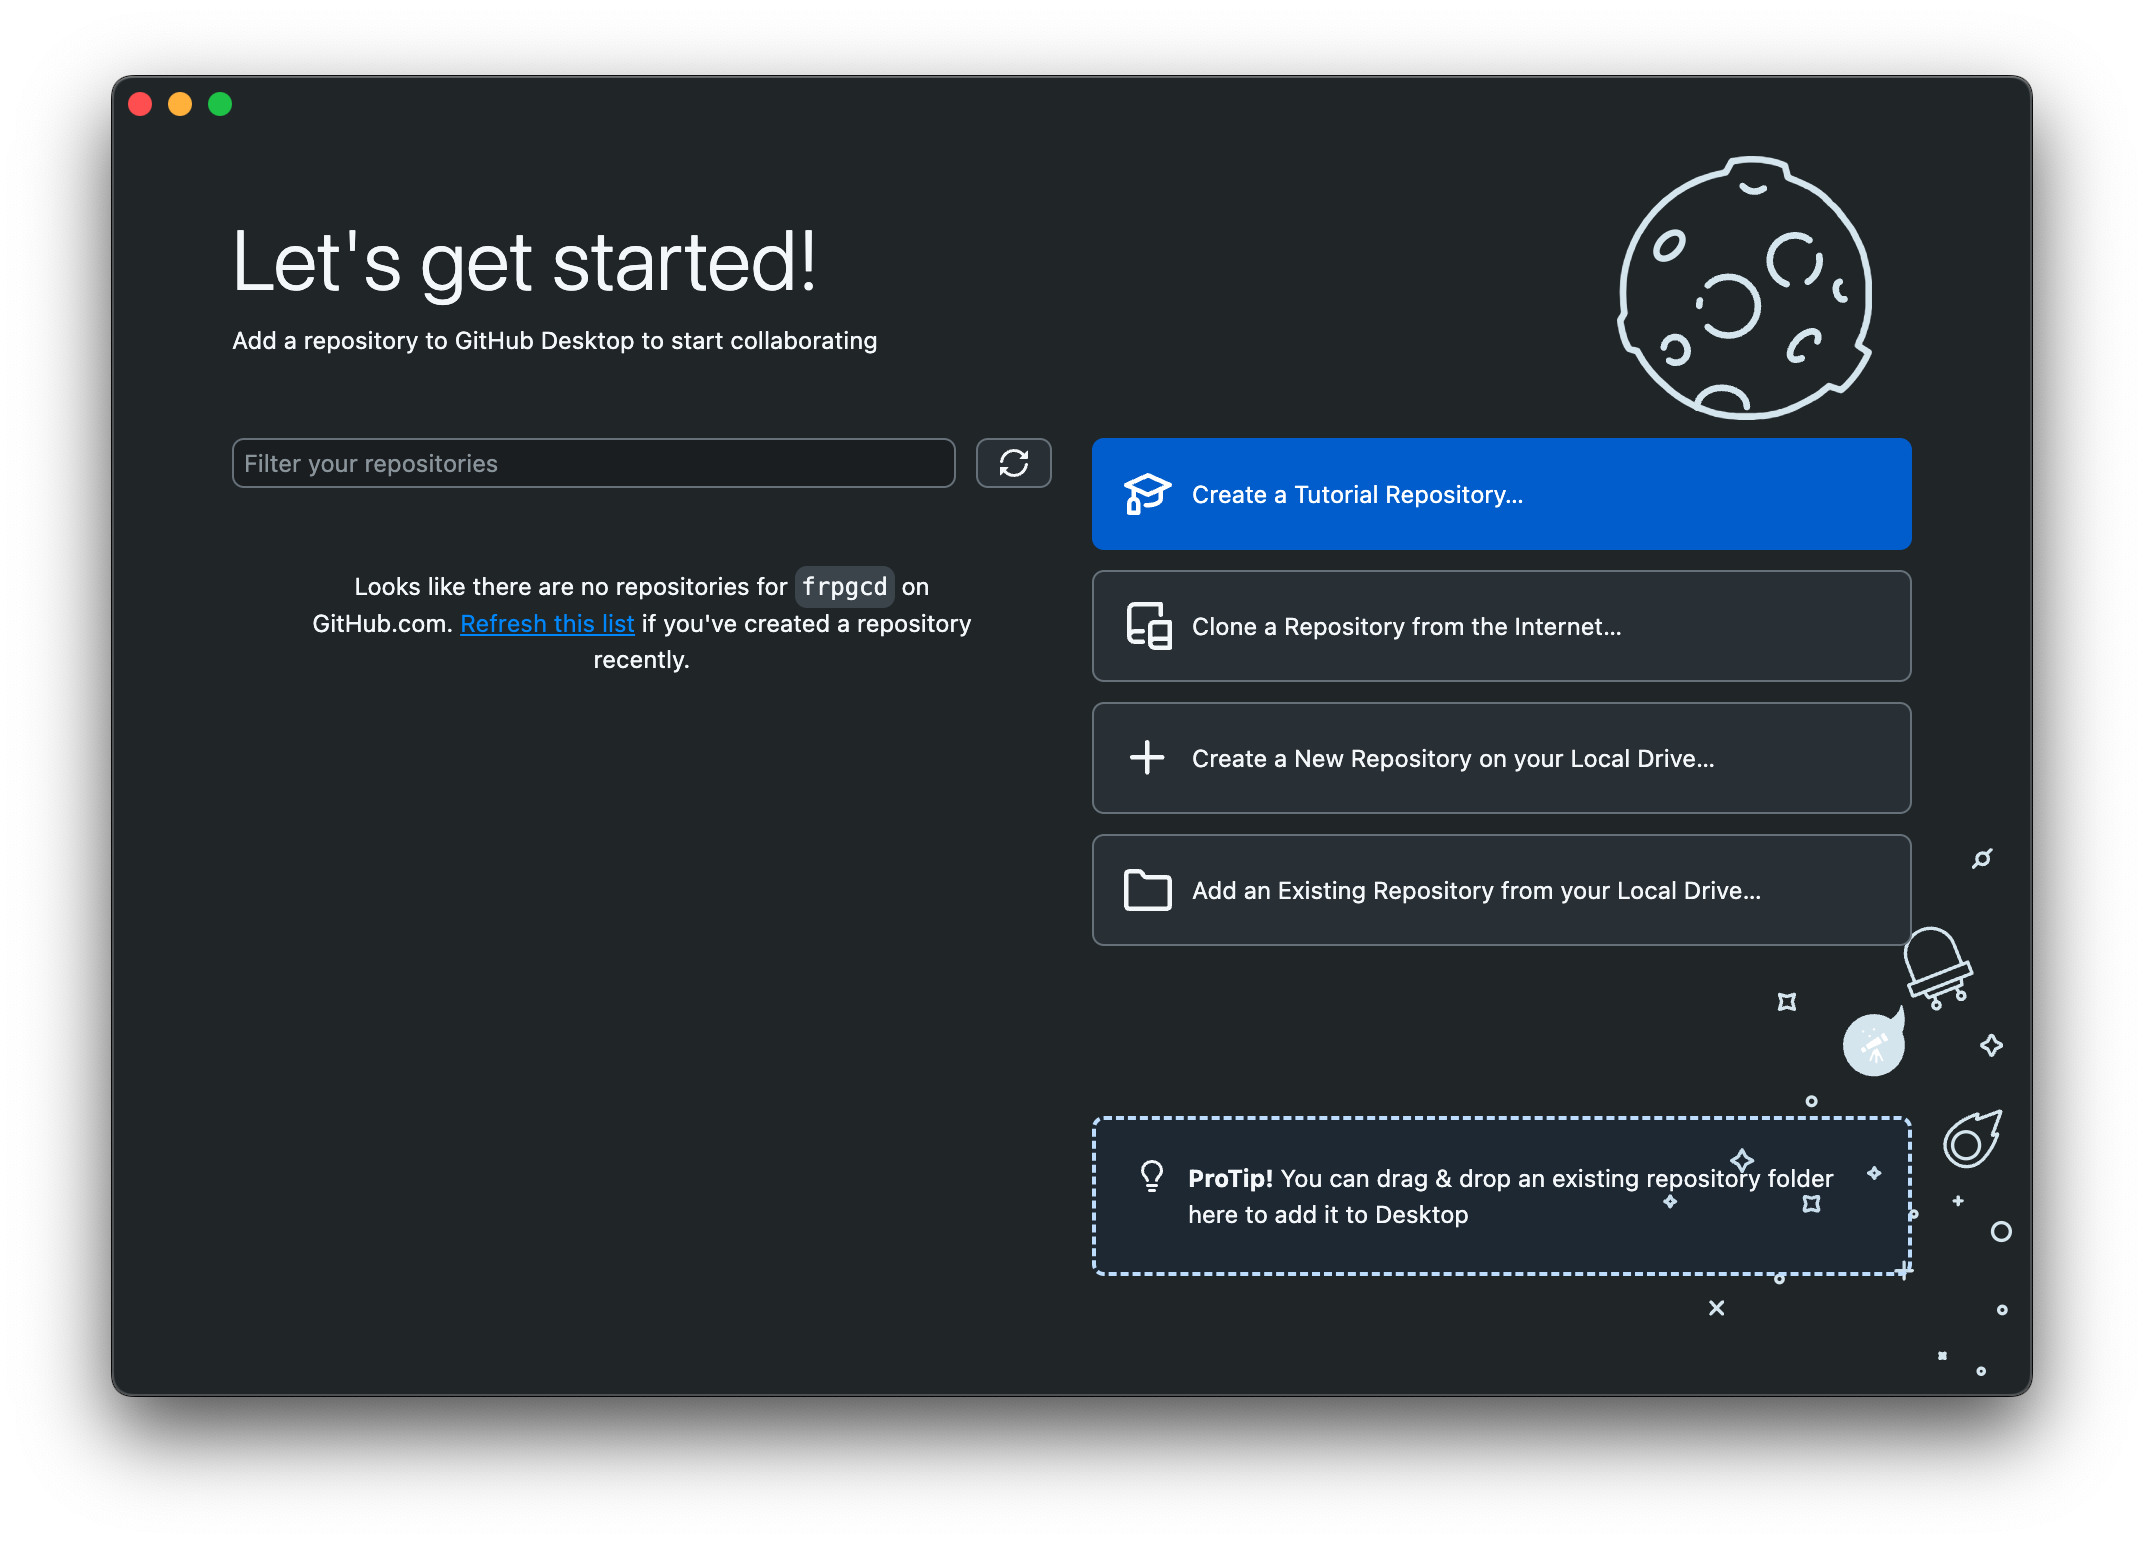 Let's get started!
Add a repository to GitHub Desktop to start collaborating
Filter your repositories
Looks like there are no repositories for frpgcd on
GitHub.com. Refresh this list if you've created a repository
recently.
Create a Tutorial Repository...
Clone a Repository from the Internet...
Create a New Repository on your Local Drive...
Add an Existing Repository from your Local Drive...
ProTip! You can drag & drop an existing repository folder
here to add it to Desktop